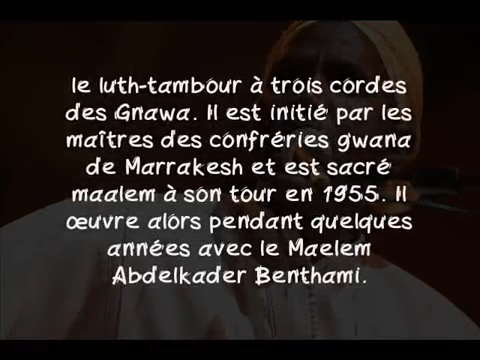 le luth-tambour à trois cordes
des Gnawa. Il est initié par les
maîtres des confréries gwana
de Marrakesh et est sacré
maalem à son tour en 1955. Il
œuvre alors pendant quelques
années avec le Maelem
Abdelkader Benthami.